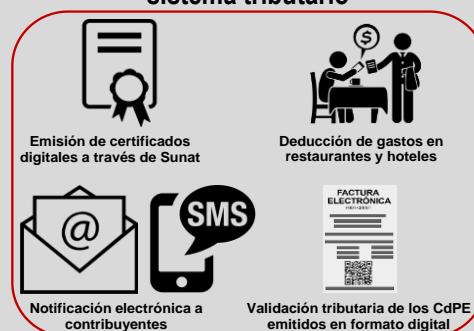 sistema tributario
$
Emisión de certificados
digitales a través de Sunat
Deducción de gastos en
restaurantes y hoteles
@
SMS
FACTURA
ELECTRÓNICA
Notificación electrónica a
contribuyentes
Validación tributaria de los CdPE
emitidos en formato digital